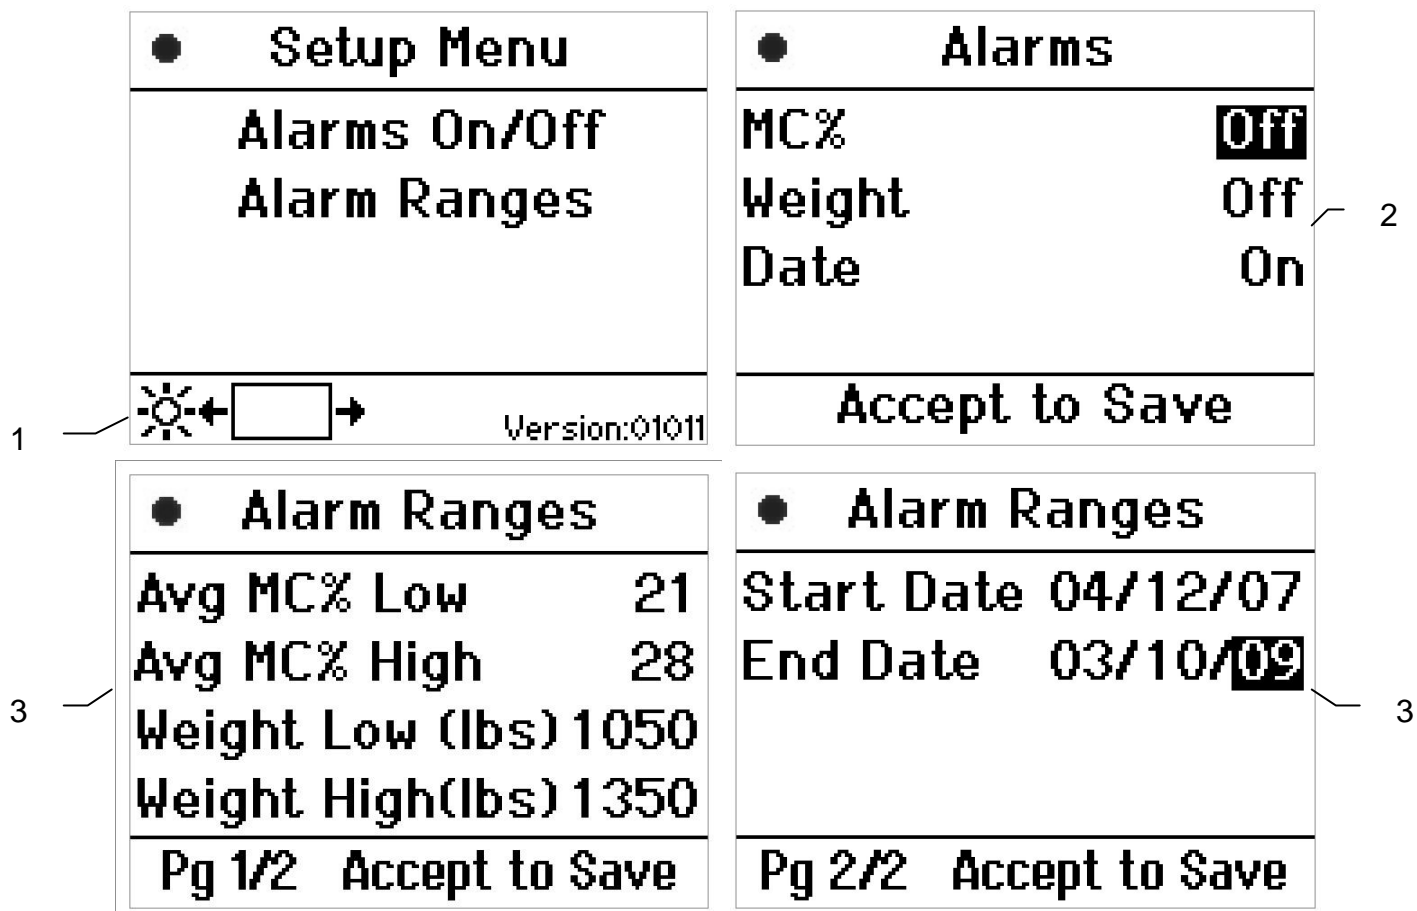 Setup Menu
Alarms On/Off
Alarm Ranges
Version:01011
1
Alarms
MC% Off
Weight Off
Date On
Accept to Save
2
Alarm Ranges
Avg MC% Low 21
Avg MC% High 28
Weight Low (lbs) 1050
Weight High(lbs) 1350
Pg 1/2 Accept to Save
3
Alarm Ranges
Start Date 04/12/07
End Date 03/10/09
Pg 2/2 Accept to Save
3